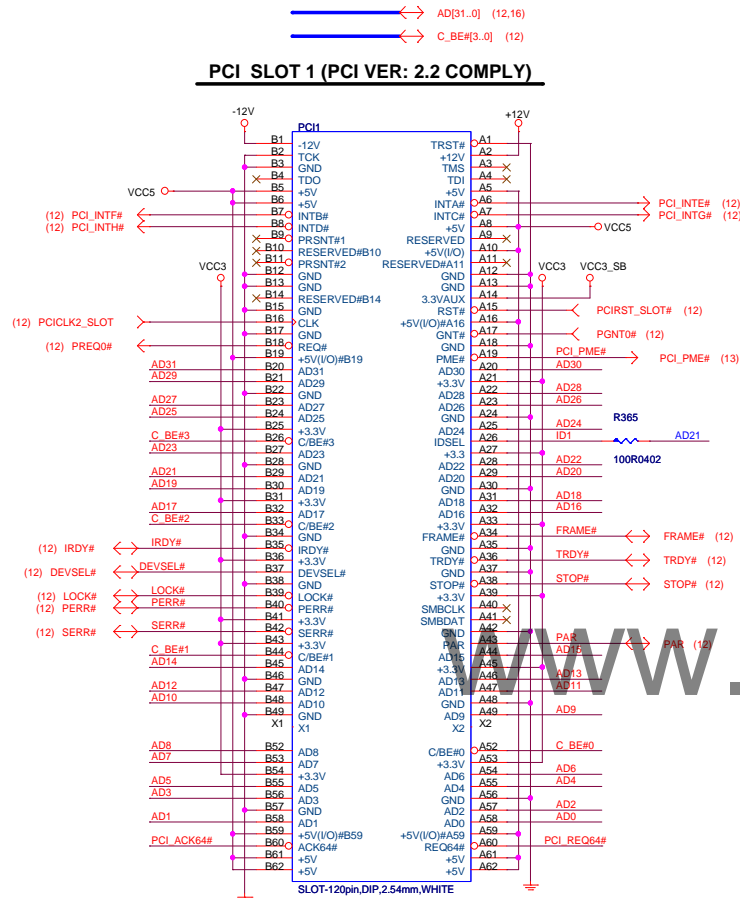 AD[31..0] (12,16)
C_BE#[3..0] (12)
PCI SLOT 1 (PCI VER: 2.2 COMPLY)
-12V +12V
PCI1
B1 -12V TRST# A1
B2 TCK +12V A2
B3 GND TMS A3
B4 TDO TDI A4
VCC5 B5 +5V +5V A5
B6 +5V INTA# A6 PCI_INTE# (12)
(12) PCI_INTF# B7 INTB# INTC# A7 PCI_INTG# (12)
(12) PCI_INTH# B8 INTD# +5V A8 VCC5
B9 PRSNT#1 RESERVED A9
B10 RESERVED#B10 +5V(I/O) A10
B11 PRSNT#2 RESERVED#A11 A11
VCC3 B12 GND GND A12 VCC3 VCC3_SB
B13 GND GND A13
B14 RESERVED#B14 3.3VAUX A14
B15 GND RST# A15 PCIRST_SLOT# (12)
(12) PCICLK2_SLOT B16 CLK +5V(I/O)#A16 A16
B17 GND GNT# A17 PGNT0# (12)
(12) PREQ0# B18 REQ# GND A18
B19 +5V(I/O)#B19 PME# A19 PCI_PME# PCI_PME# (13)
AD31 B20 AD31 AD30 A20 AD30
AD29 B21 AD29 +3.3V A21
B22 GND AD28 A22 AD28
AD27 B23 AD27 AD26 A23 AD26
AD25 B24 AD25 GND A24 R365
B25 +3.3V AD24 A25 AD24
C_BE#3 B26 C/BE#3 IDSEL A26 ID1 AD21
AD23 B27 AD23 +3.3 A27
B28 GND AD22 A28 AD22 100R0402
AD21 B29 AD21 AD20 A29 AD20
AD19 B30 AD19 GND A30
B31 +3.3V AD18 A31 AD18
AD17 B32 AD17 AD16 A32 AD16
C_BE#2 B33 C/BE#2 +3.3V A33
B34 GND FRAME# A34 FRAME# FRAME# (12)
(12) IRDY# IRDY# B35 IRDY# GND A35
B36 +3.3V TRDY# A36 TRDY# TRDY# (12)
(12) DEVSEL# DEVSEL# B37 DEVSEL# GND A37
B38 GND STOP# A38 STOP# STOP# (12)
(12) LOCK# LOCK# B39 LOCK# +3.3V A39
(12) PERR# PERR# B40 PERR# SMBCLK A40
B41 +3.3V SMBDAT A41
(12) SERR# SERR# B42 SERR# GND A42
B43 +3.3V PAR A43 PAR PAR (12)
C_BE#1 B44 C/BE#1 AD15 A44 AD15
AD14 B45 AD14 +3.3V A45
B46 GND AD13 A46 AD13
AD12 B47 AD12 AD11 A47 AD11
AD10 B48 AD10 GND A48
B49 GND AD9 A49 AD9
X1 X1 X2 X2
www.
AD8 B52 AD8 C/BE#0 A52 C_BE#0
AD7 B53 AD7 +3.3V A53
B54 +3.3V AD6 A54 AD6
AD5 B55 AD5 AD4 A55 AD4
AD3 B56 AD3 GND A56
B57 GND AD2 A57 AD2
AD1 B58 AD1 AD0 A58 AD0
B59 +5V(I/O)#B59 +5V(I/O)#A59 A59
PCI_ACK64# B60 ACK64# REQ64# A60 PCI_REQ64#
B61 +5V +5V A61
B62 +5V +5V A62
SLOT-120pin,DIP,2.54mm,WHITE